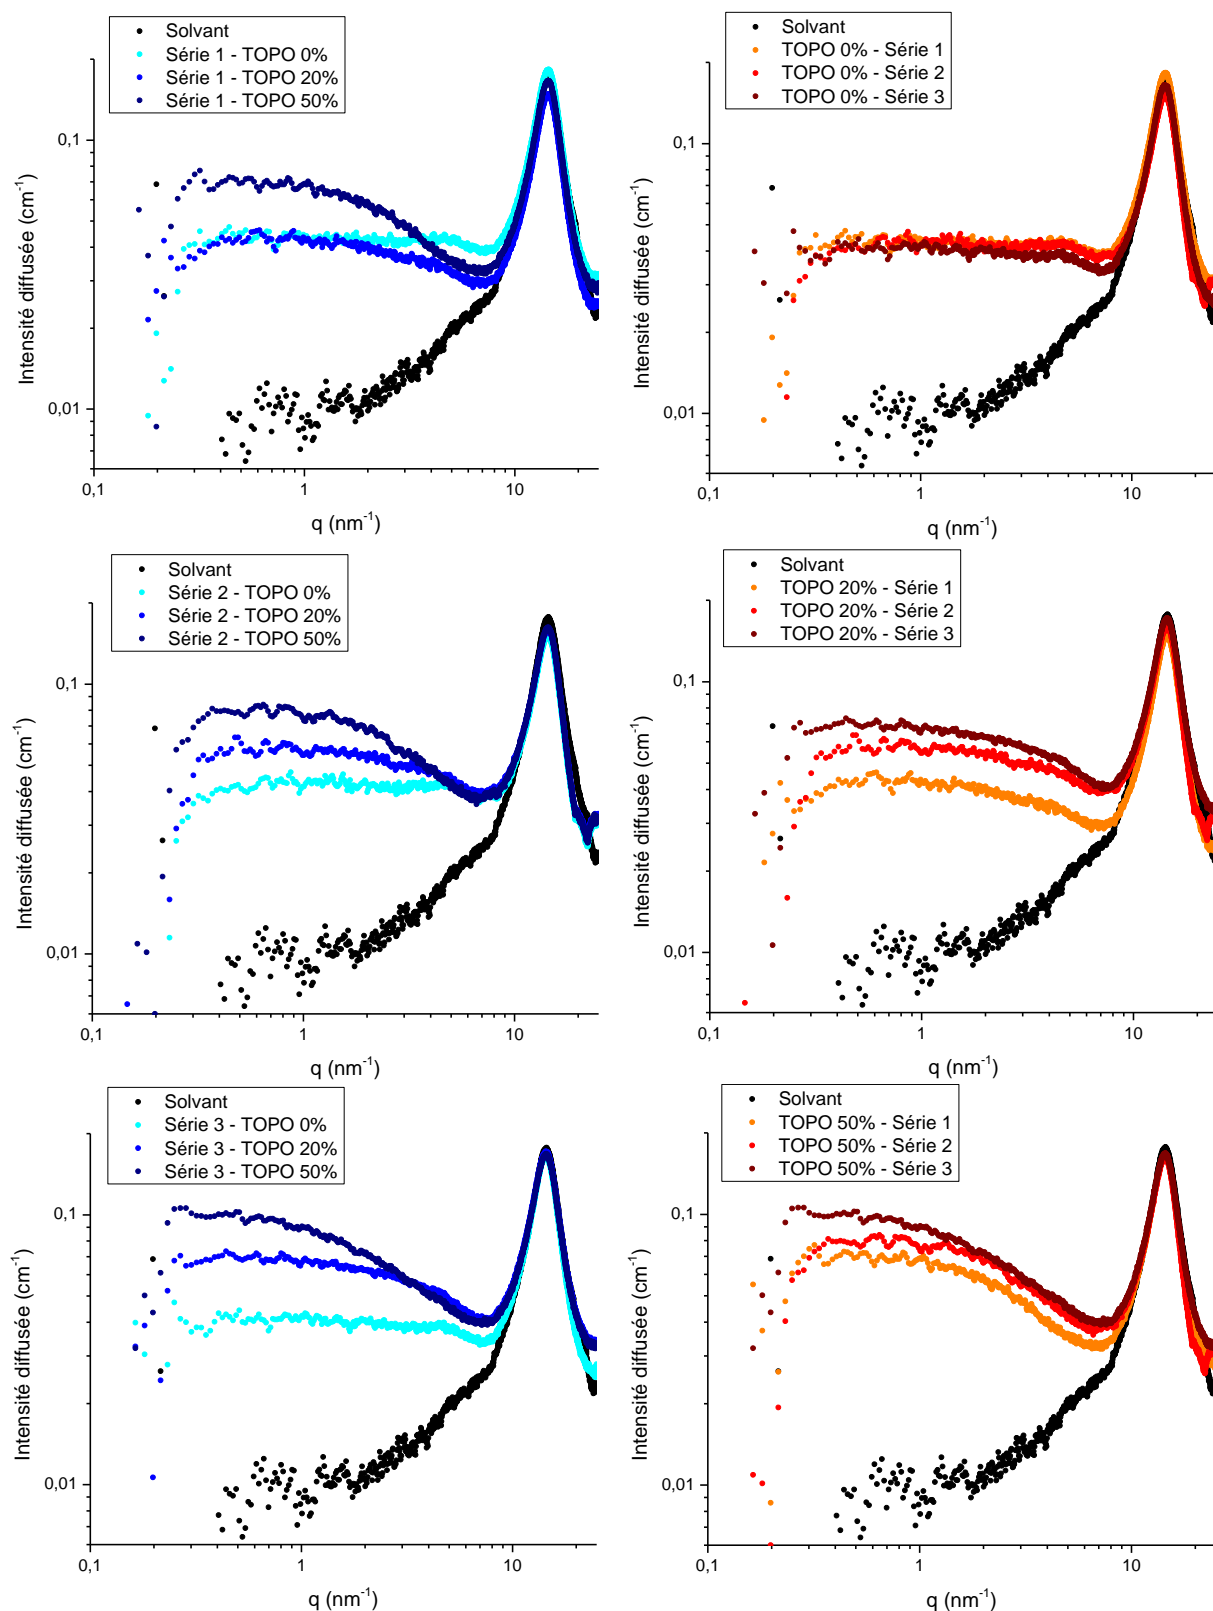 Solvant
Série 1 - TOPO 0%
Série 1 - TOPO 20%
Série 1 - TOPO 50%
0,1
0,01
0,1
1
10
Intensité diffusée (cm-1)
q (nm-1)
Solvant
TOPO 0% - Série 1
TOPO 0% - Série 2
TOPO 0% - Série 3
0,1
0,01
0,1
1
10
Intensité diffusée (cm-1)
q (nm-1)
Solvant
Série 2 - TOPO 0%
Série 2 - TOPO 20%
Série 2 - TOPO 50%
0,1
0,01
0,1
1
10
Intensité diffusée (cm-1)
q (nm-1)
Solvant
TOPO 20% - Série 1
TOPO 20% - Série 2
TOPO 20% - Série 3
0,1
0,01
0,1
1
10
Intensité diffusée (cm-1)
q (nm-1)
Solvant
Série 3 - TOPO 0%
Série 3 - TOPO 20%
Série 3 - TOPO 50%
0,1
0,01
0,1
1
10
Intensité diffusée (cm-1)
q (nm-1)
Solvant
TOPO 50% - Série 1
TOPO 50% - Série 2
TOPO 50% - Série 3
0,1
0,01
0,1
1
10
Intensité diffusée (cm-1)
q (nm-1)